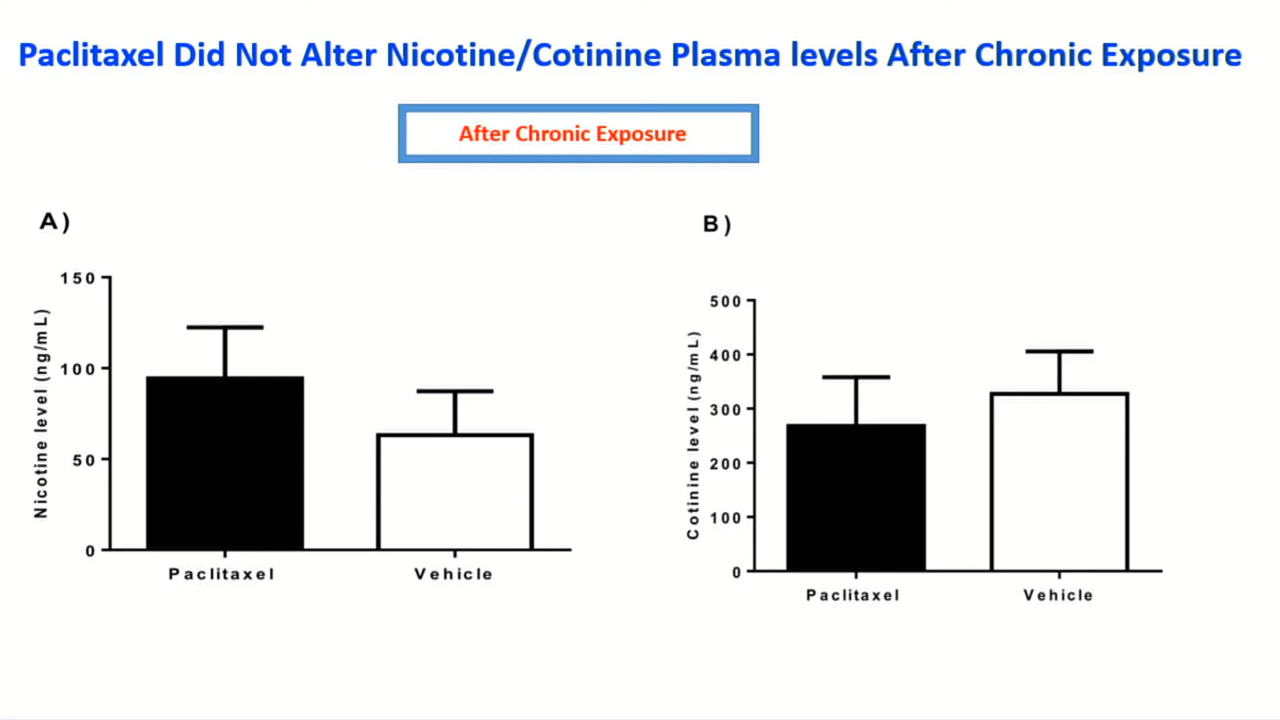 Paclitaxel Did Not Alter Nicotine/Cotinine Plasma levels After Chronic Exposure
After Chronic Exposure
A)
150
100
50
0
Nicotine level (ng/mL)
Paclitaxel
Vehicle
B)
500
400
300
200
100
0
Cotinine level (ng/mL)
Paclitaxel
Vehicle